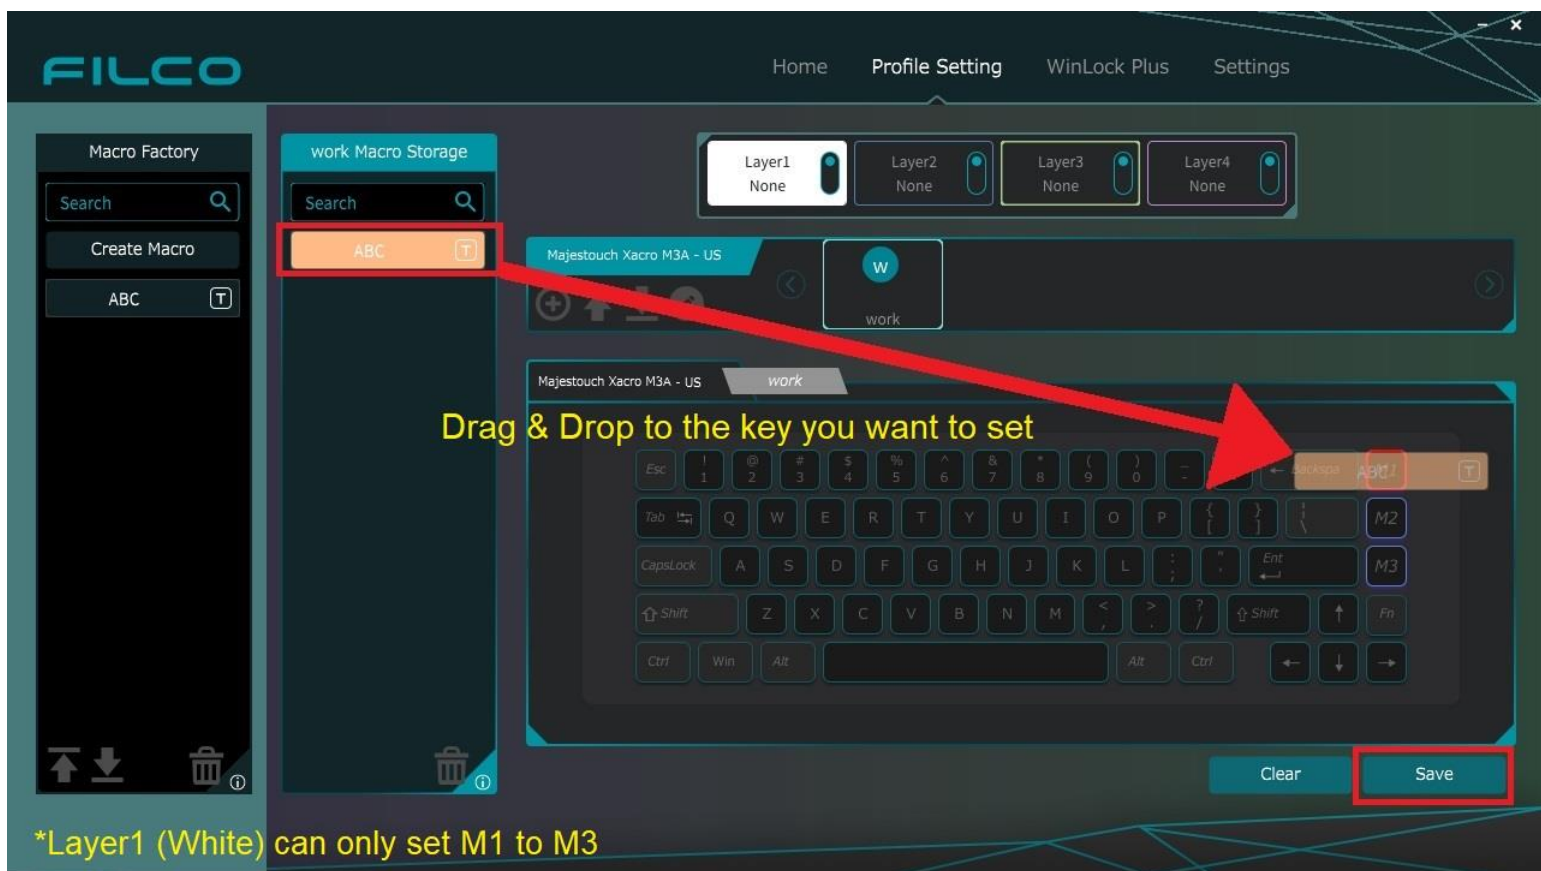 FILCO
Home Profile Setting WinLock Plus Settings
Macro Factory
Search
Create Macro
ABC T
work Macro Storage
Search
ABC T
Layer1
None
Layer2
None
Layer3
None
Layer4
None
Majestouch Xacro M3A - US
W
work
Majestouch Xacro M3A - US work
Drag & Drop to the key you want to set
Esc ! 1 @ 2 # 3 $ 4 % 5 ^ 6 & 7 * 8 ( 9 ) 0 _ - ← Backspa ABC M1 T
Tab Q W E R T Y U I O P { [ } ] ¦ \ M2
CapsLock A S D F G H J K L : ; " ' Ent M3
Shift Z X C V B N M < , > . ? / Shift ↑ Fn
Ctrl Win Alt Alt Ctrl ← ↓ →
Clear Save
*Layer1 (White) can only set M1 to M3